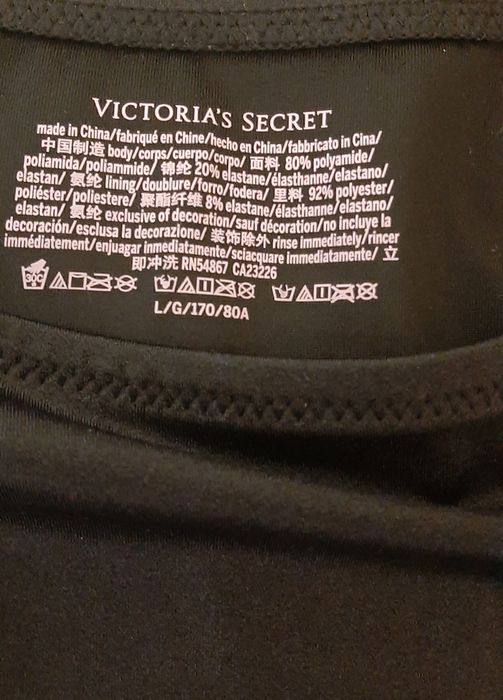 VICTORIA'S SECRET
made in China/fabriqué en Chine/hecho en China/fabbricato in Cina/
中国制造 body/corps/cuerpo/corpo/ 面料 80% polyamide/
poliamida/poliammide/ 锦纶 20% elastane/élasthanne/elastano/
elastan/ 氨纶 lining/doublure/forro/fodera/ 里料 92% polyester/
poliéster/poliestere/ 聚酯纤维 8% elastane/élasthanne/elastano/
elastan/ 氨纶 exclusive of decoration/sauf décoration/no incluye la
decoración/esclusa la decorazione/ 装饰除外 rinse immediately/rincer
immédiatement/enjuagar inmediatamente/sciacquare immediatamente/ 立
即冲洗 RN54867 CA23226
30C
L/G/170/80A